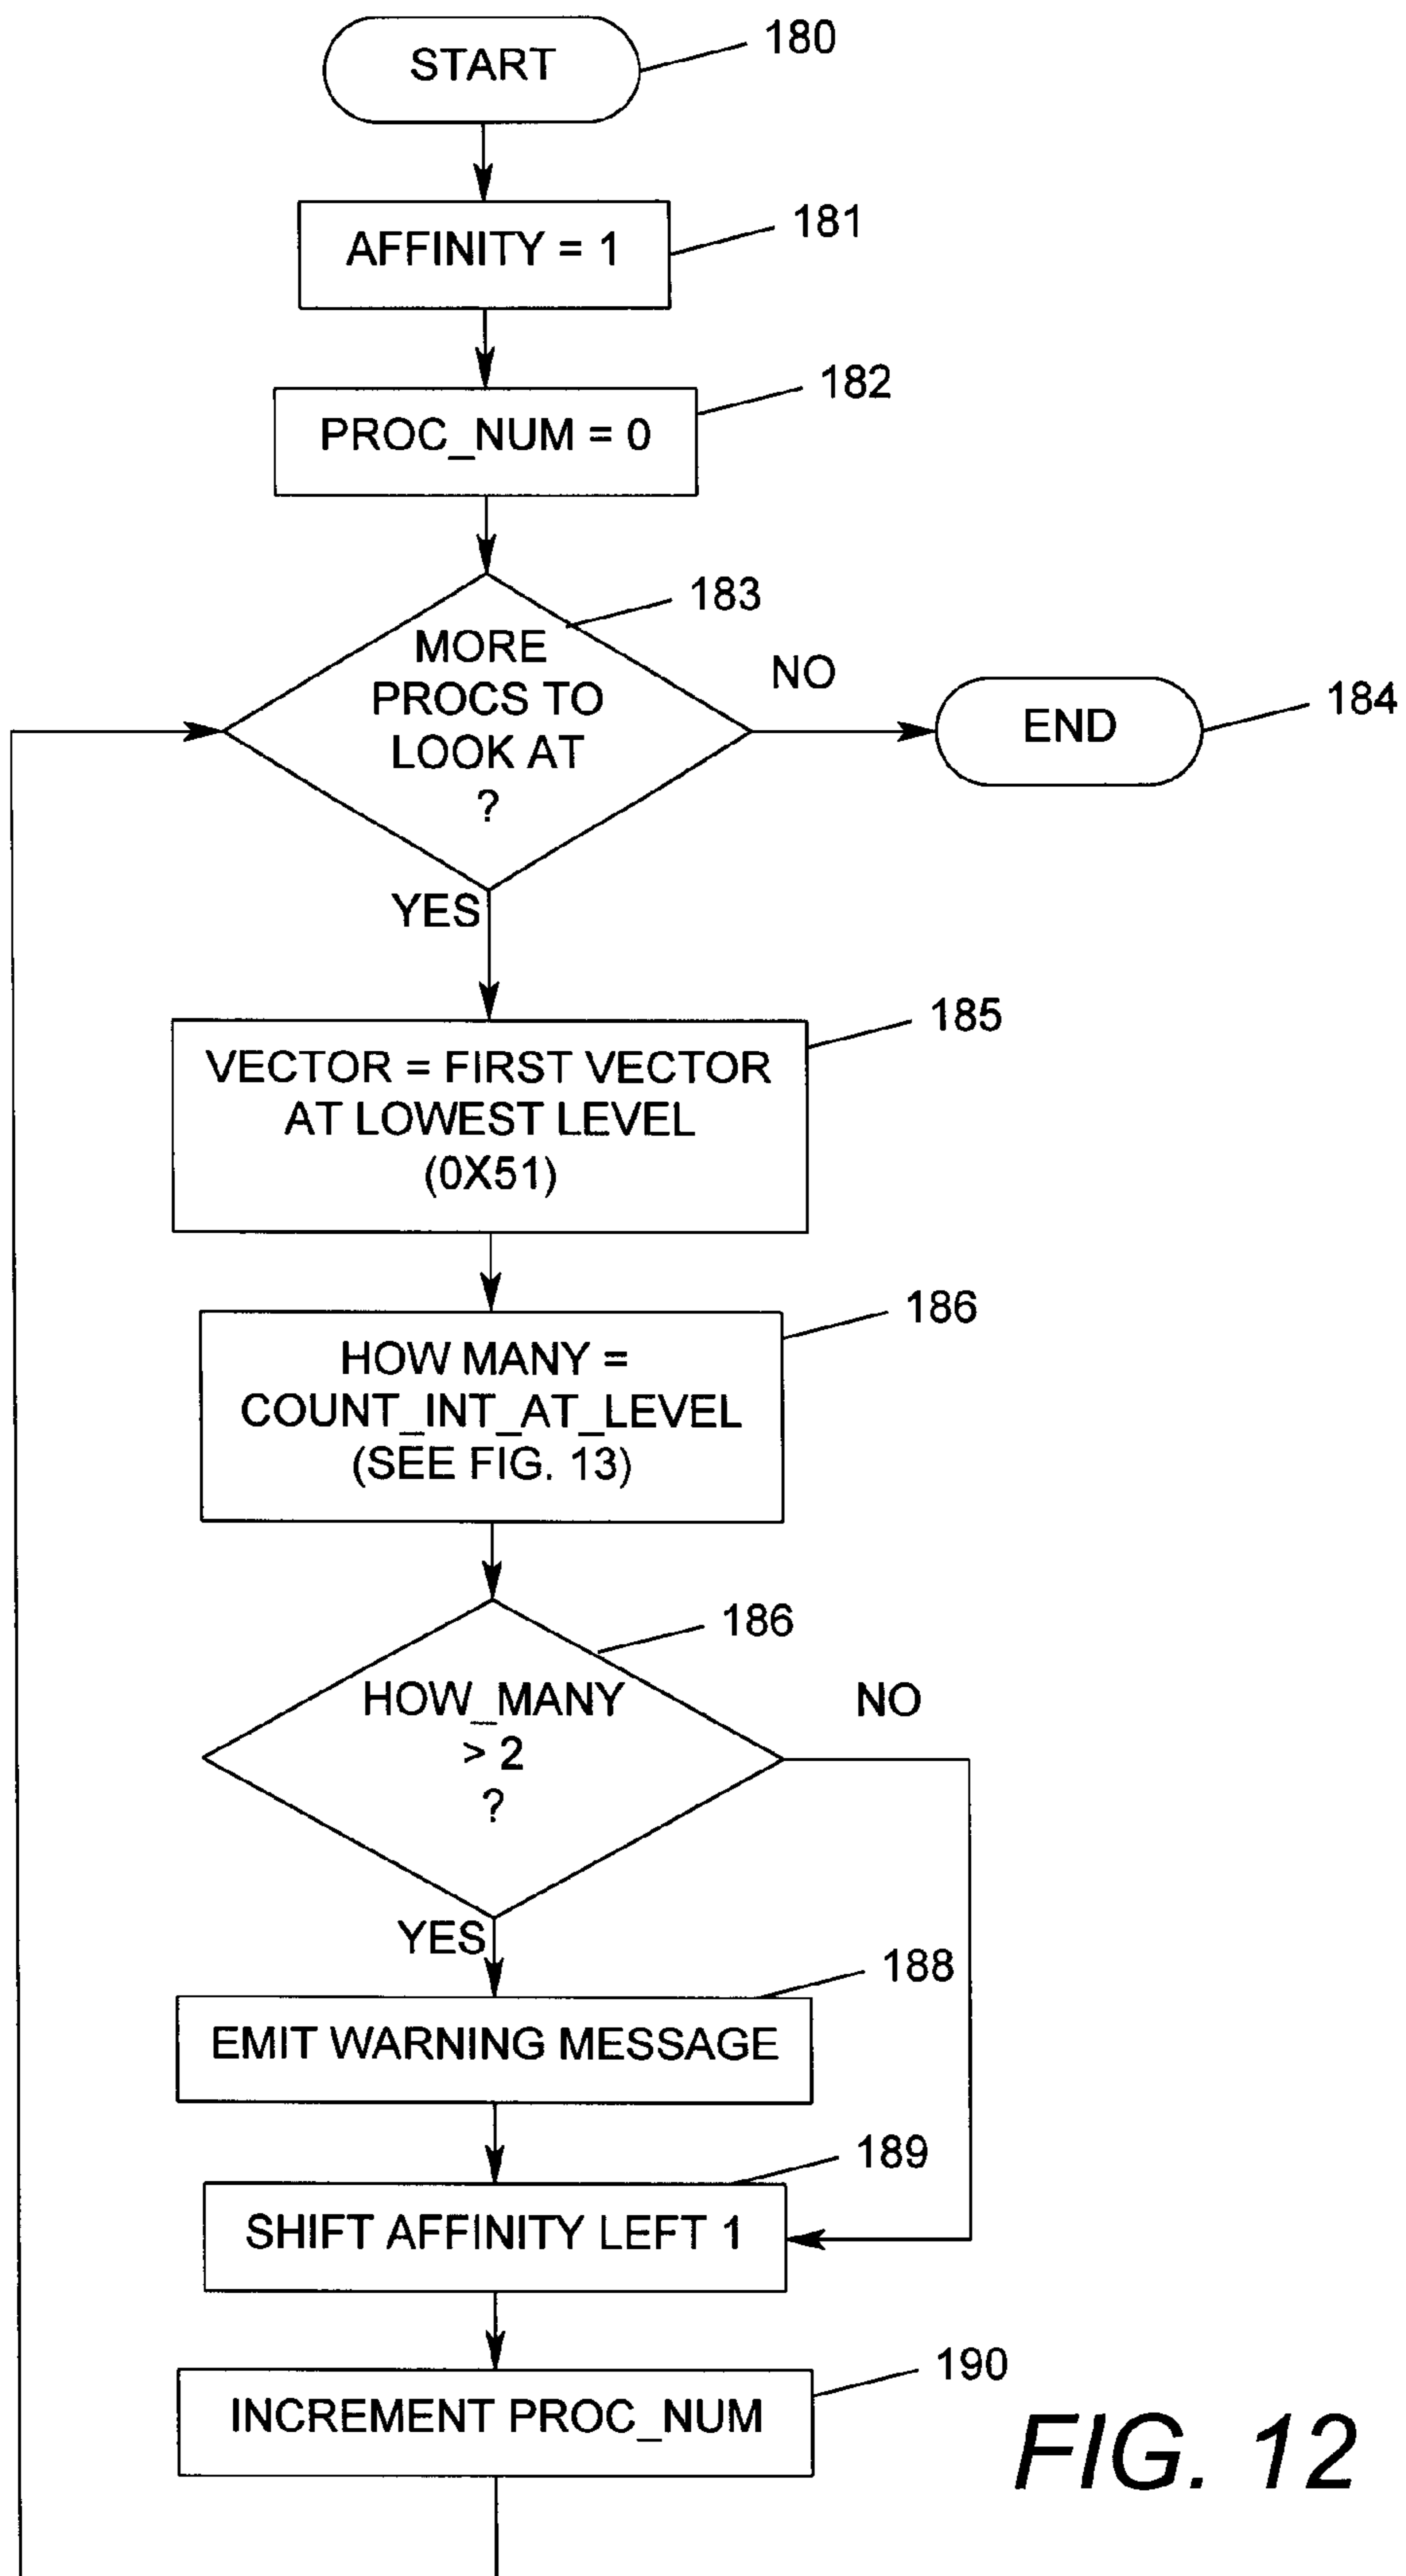 START
180
AFFINITY = 1
181
PROC_NUM = 0
182
183
MORE
PROCS TO
LOOK AT
?
NO
END
184
YES
185
VECTOR = FIRST VECTOR
AT LOWEST LEVEL
(0X51)
186
HOW MANY =
COUNT_INT_AT_LEVEL
(SEE FIG. 13)
186
HOW_MANY
> 2
?
NO
YES
188
EMIT WARNING MESSAGE
189
SHIFT AFFINITY LEFT 1
190
INCREMENT PROC_NUM
FIG. 12